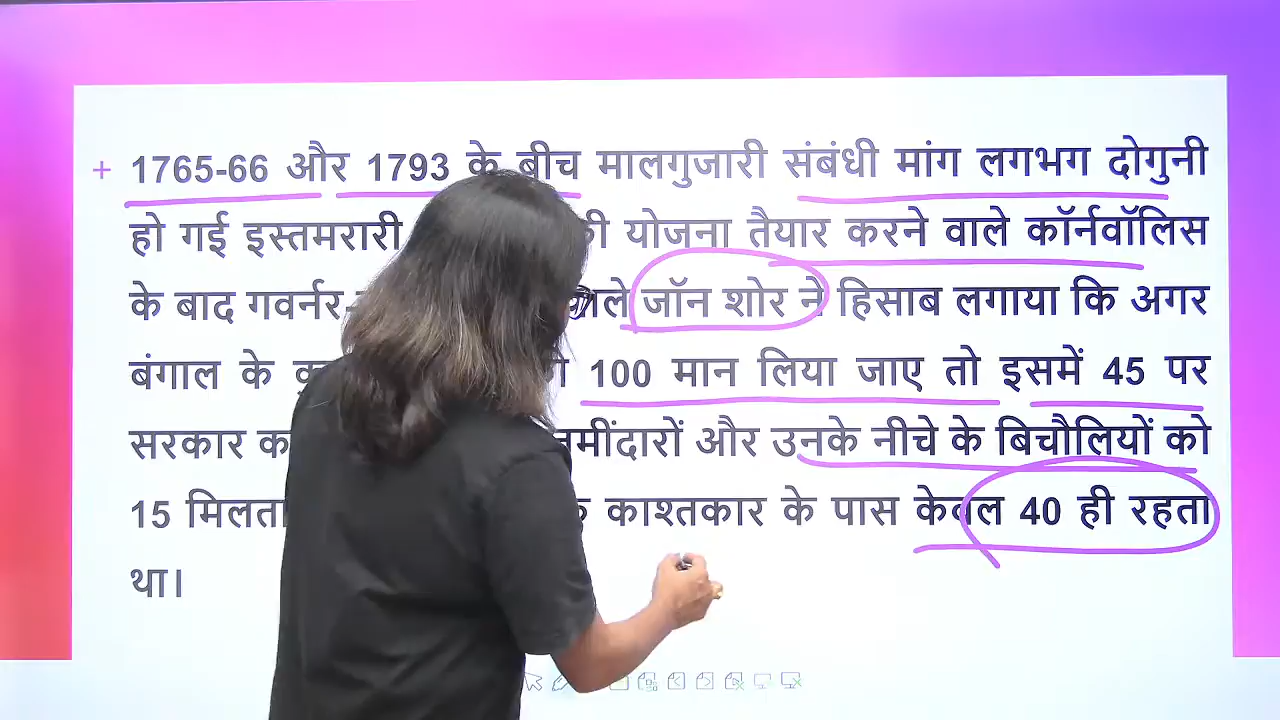 + 1765-66 और 1793 के बीच मालगुजारी संबंधी मांग लगभग दोगुनी
हो गई इस्तमरारी योजना तैयार करने वाले कॉर्नवॉलिस
के बाद गवर्नर- जॉन शोर ने हिसाब लगाया कि अगर
बंगाल के 100 मान लिया जाए तो इसमें 45 पर
सरकार और उनके नीचे के बिचौलियों को
15 काश्तकार के पास केवल 40 ही रहता
था।